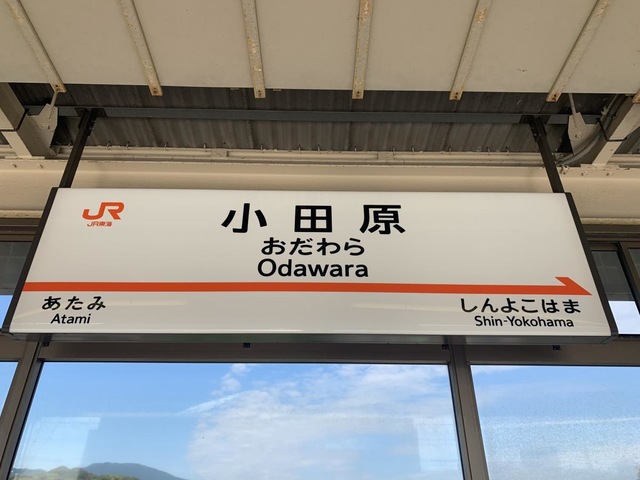 JR
JR東海
小田原
おだわら
Odawara
あたみ
Atami
しんよこはま
Shin-Yokohama